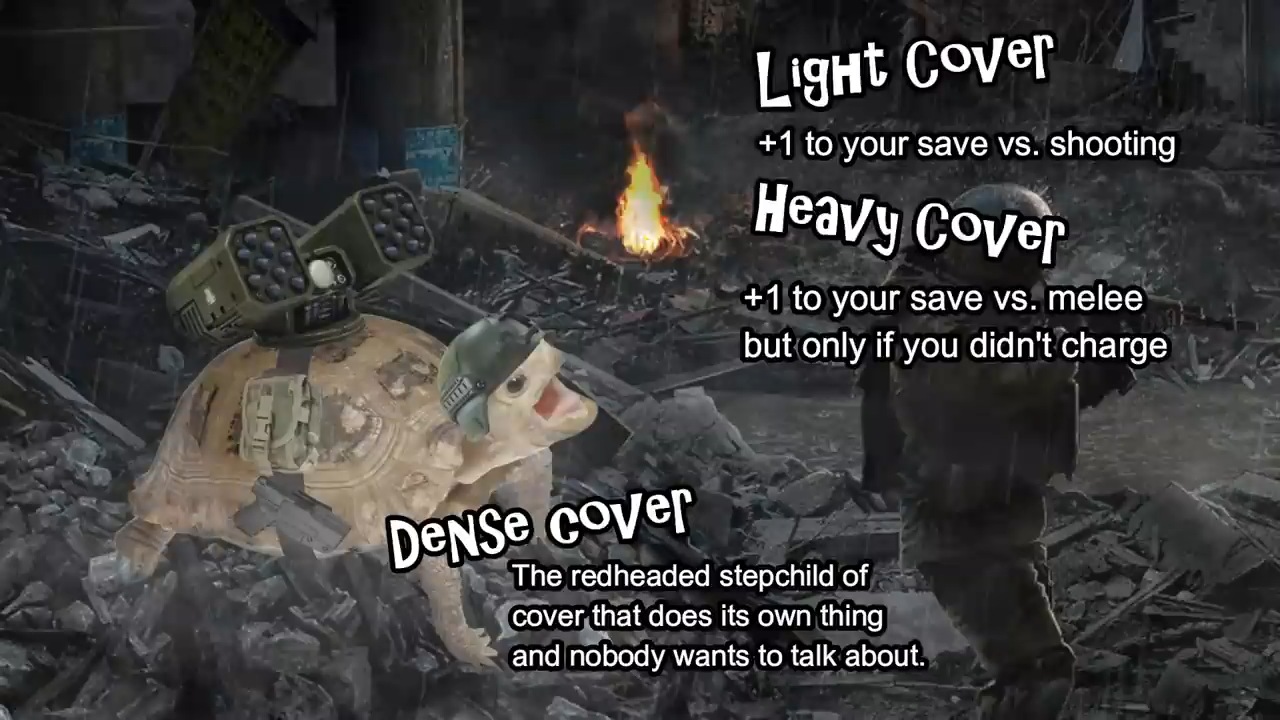 Light Cover
+1 to your save vs. shooting
Heavy Cover
+1 to your save vs. melee
but only if you didn't charge
Dense Cover
The redheaded stepchild of
cover that does its own thing
and nobody wants to talk about.